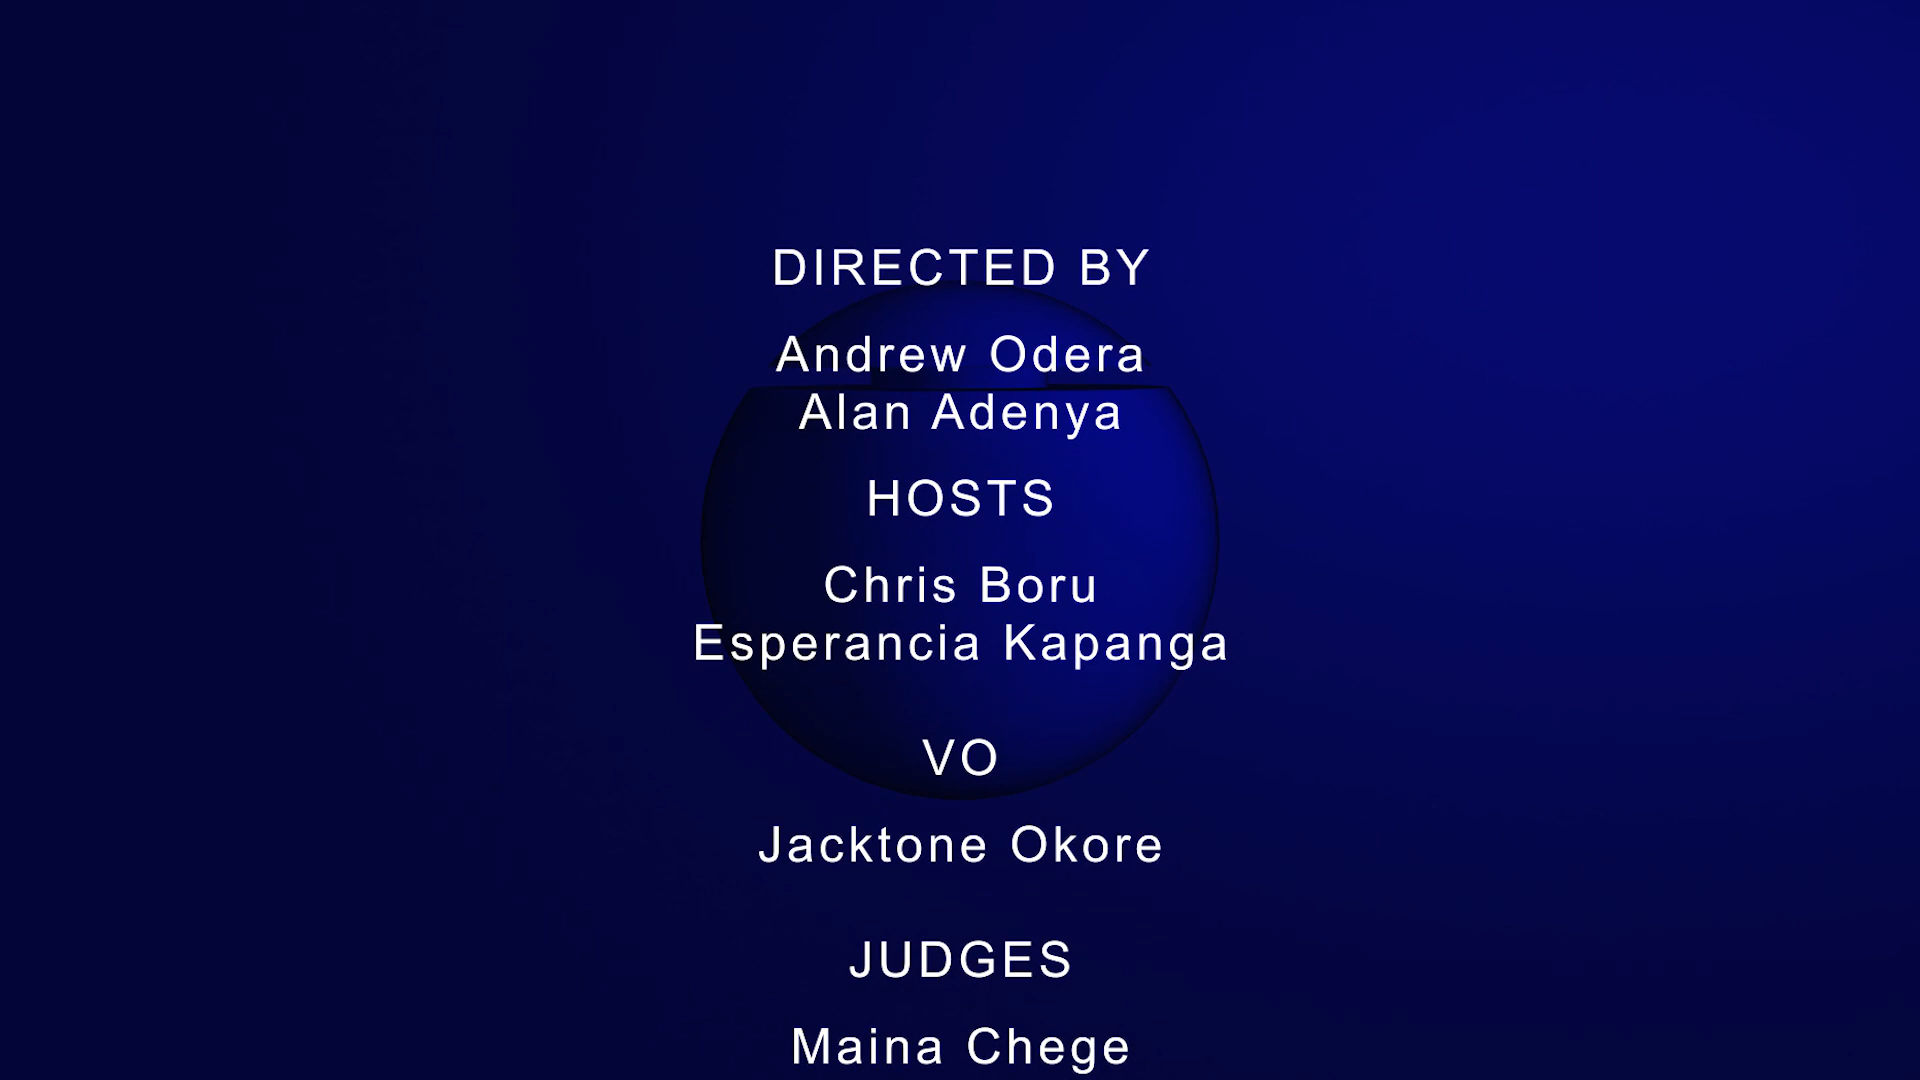 DIRECTED BY
Andrew Odera
Alan Adenya
HOSTS
Chris Boru
Esperancia Kapanga
VO
Jacktone Okore
JUDGES
Maina Chege